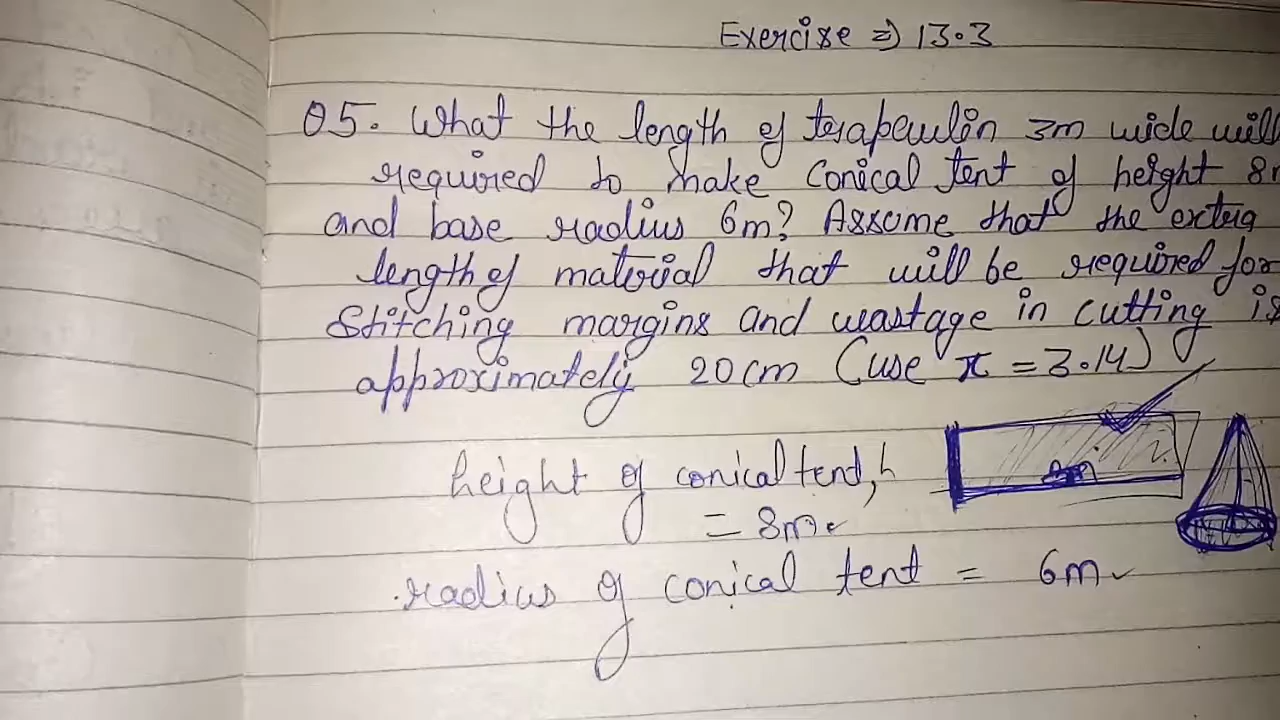 Exercise ⇒ 13.3
Q5. What the length of terapaulin 3m wide will
required to make conical tent of height 8m
and base radius 6m? Assume that the extra
length of material that will be required for
Stitching margins and wastage in cutting is
approximately 20cm (use π = 3.14)
height of conical tent, h
= 8m
radius of conical tent = 6m